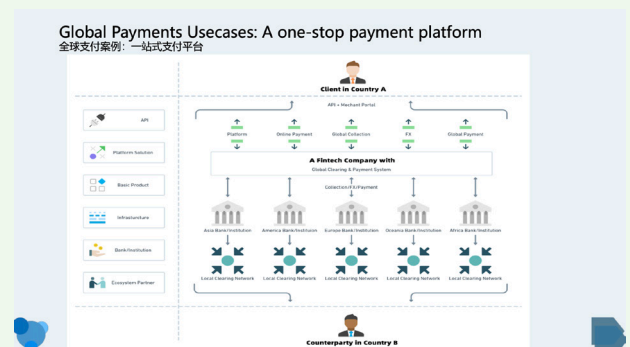 Global Payments Usecases: A one-stop payment platform
全球支付案例：一站式支付平台
Client in Country A
API + Mechant Portal
API
Platform Solution
Basic Product
Infrastruture
Bank/Institutive
Ecosystem Partner
Platform
Online Payment
Global Collection
FX
Global Payment
A Fintech Company with
Global Clearing & Payment System
Collection/FX/Payment
Asia Bank/Institution
America Bank/Instituion
Europe Bank/Institution
Oceania Bank/Institution
Africa Bank/Institution
Local Clearing Network
Local Clearing Network
Local Clearing Network
Local Clearing Network
Local Clearing Network
Counterparty in Country B